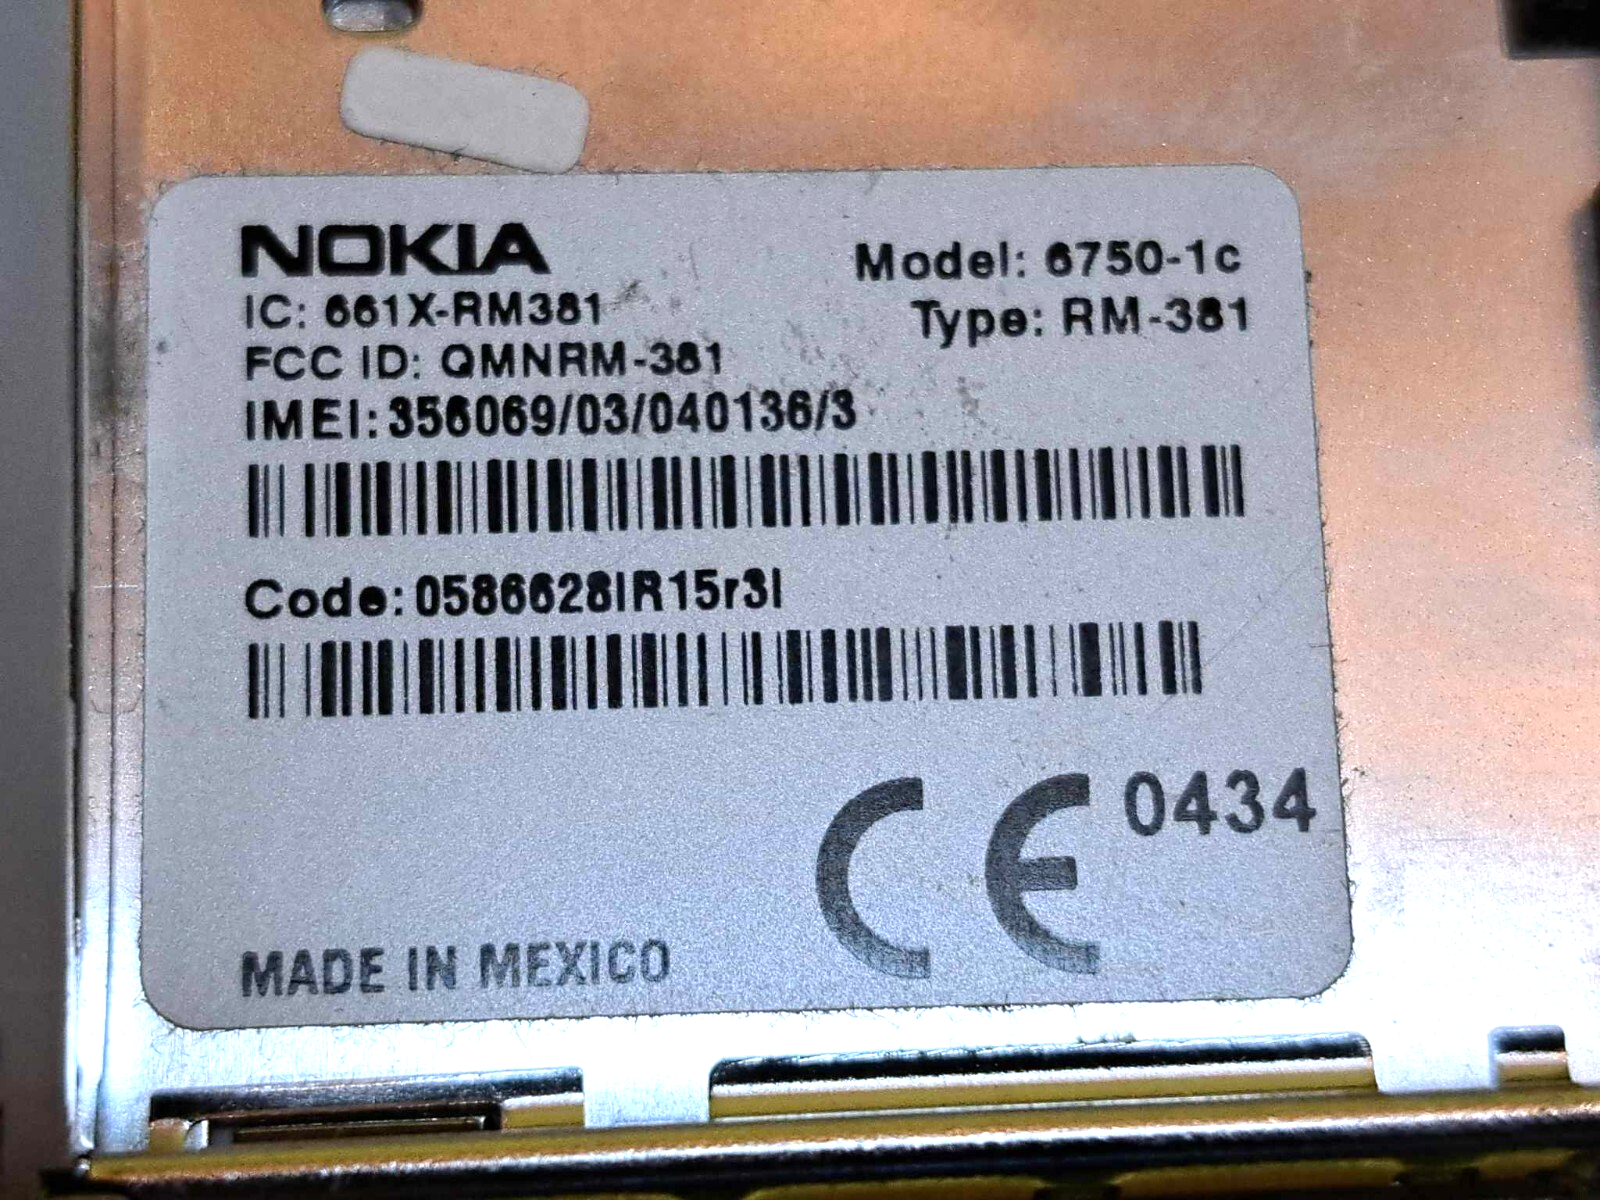 NOKIA
Model: 6750-1c
IC: 661X-RM381
Type: RM-381
FCC ID: QMNRM-381
IMEI:356069/03/040136/3
Code:0586628IR15r3I
CE 0434
MADE IN MEXICO